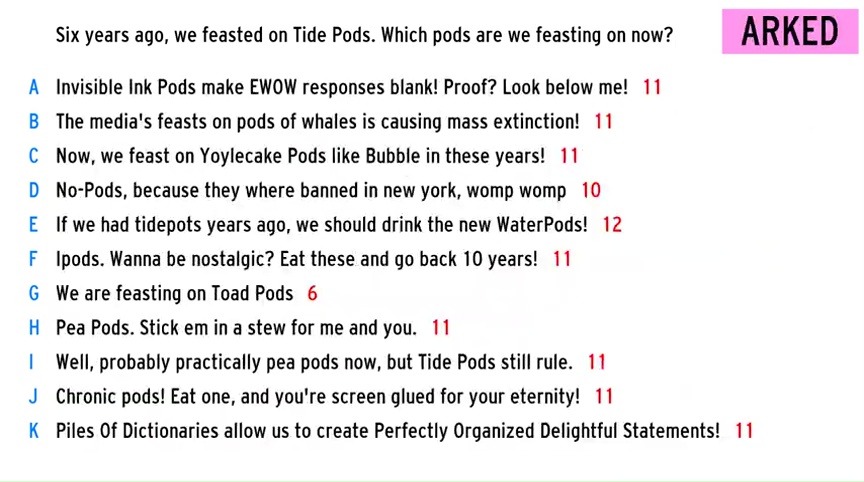 Six years ago, we feasted on Tide Pods. Which pods are we feasting on now?
ARKED
A Invisible Ink Pods make EWOW responses blank! Proof? Look below me! 11
B The media's feasts on pods of whales is causing mass extinction! 11
C Now, we feast on Yoylecake Pods like Bubble in these years! 11
D No-Pods, because they where banned in new york, womp womp 10
E If we had tidepots years ago, we should drink the new WaterPods! 12
F Ipods. Wanna be nostalgic? Eat these and go back 10 years! 11
G We are feasting on Toad Pods 6
H Pea Pods. Stick em in a stew for me and you. 11
I Well, probably practically pea pods now, but Tide Pods still rule. 11
J Chronic pods! Eat one, and you're screen glued for your eternity! 11
K Piles Of Dictionaries allow us to create Perfectly Organized Delightful Statements! 11